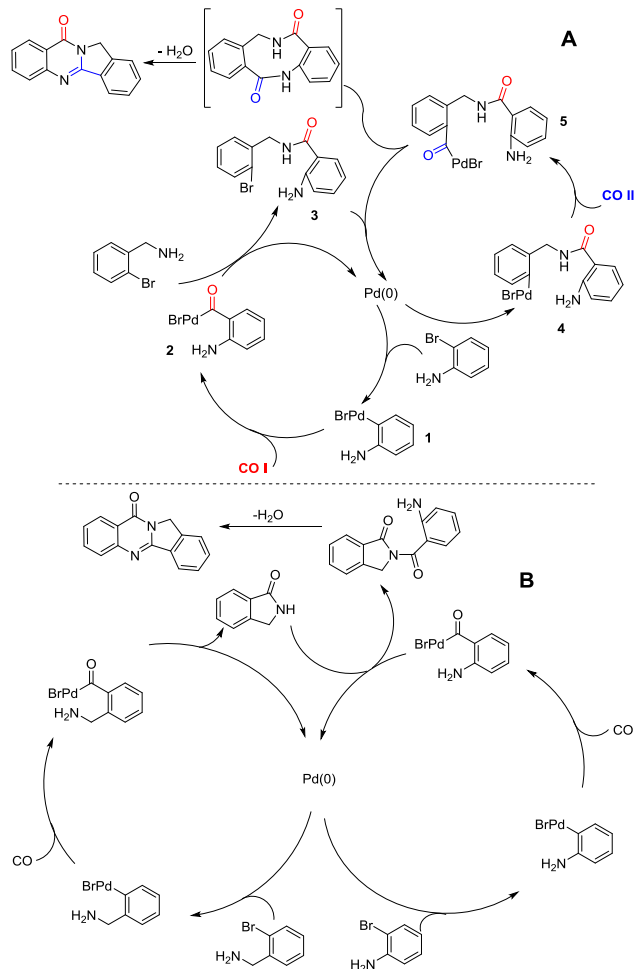 O
N
N
- H₂O
O
NH
N
H
O
A
O
N
H
Br
H₂N
3
O
N
H
O
PdBr
NH₂
5
CO II
NH₂
Br
O
BrPd
H₂N
2
Pd(0)
O
N
H
BrPd
H₂N
4
Br
H₂N
BrPd
H₂N
1
CO I
O
N
N
-H₂O
H₂N
O
N
O
B
O
NH
O
BrPd
H₂N
O
BrPd
H₂N
CO
Pd(0)
BrPd
H₂N
CO
BrPd
H₂N
Br
H₂N
Br
H₂N